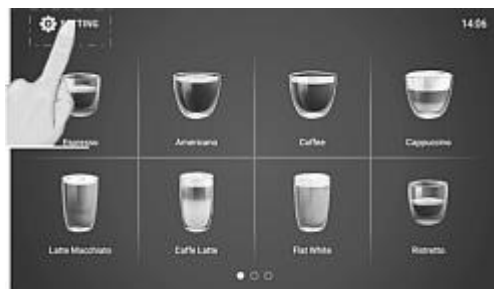 SETTING 14:06
Espresso Americano Coffee Cappuccino
Latte Macchiato Caffe Latte Flat White Ristretto